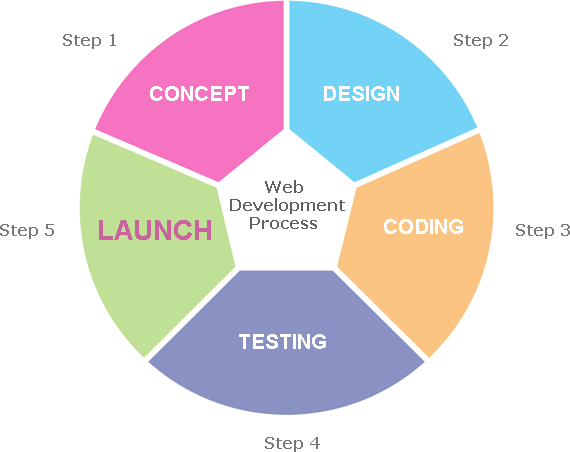 Step 1
CONCEPT
Step 2
DESIGN
Step 3
CODING
Step 4
TESTING
Step 5
LAUNCH
Web
Development
Process